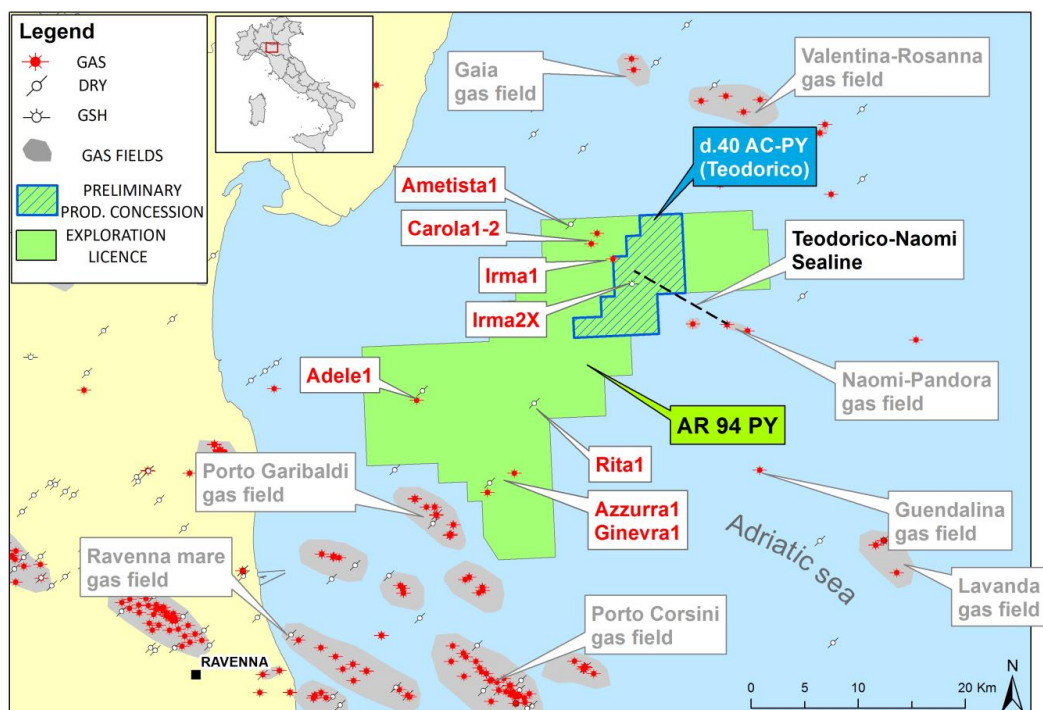 Legend
GAS
DRY
GSH
GAS FIELDS
PRELIMINARY
PROD. CONCESSION
EXPLORATION
LICENCE
Gaia
gas field
Valentina-Rosanna
gas field
d.40 AC-PY
(Teodorico)
Ametista1
Carola1-2
Irma1
Irma2X
Teodorico-Naomi
Sealine
Adele1
Naomi-Pandora
gas field
AR 94 PY
Rita1
Porto Garibaldi
gas field
Azzurra1
Ginevra1
Guendalina
gas field
Adriatic sea
Ravenna mare
gas field
Lavanda
gas field
Porto Corsini
gas field
RAVENNA
N
0 5 10 20 Km